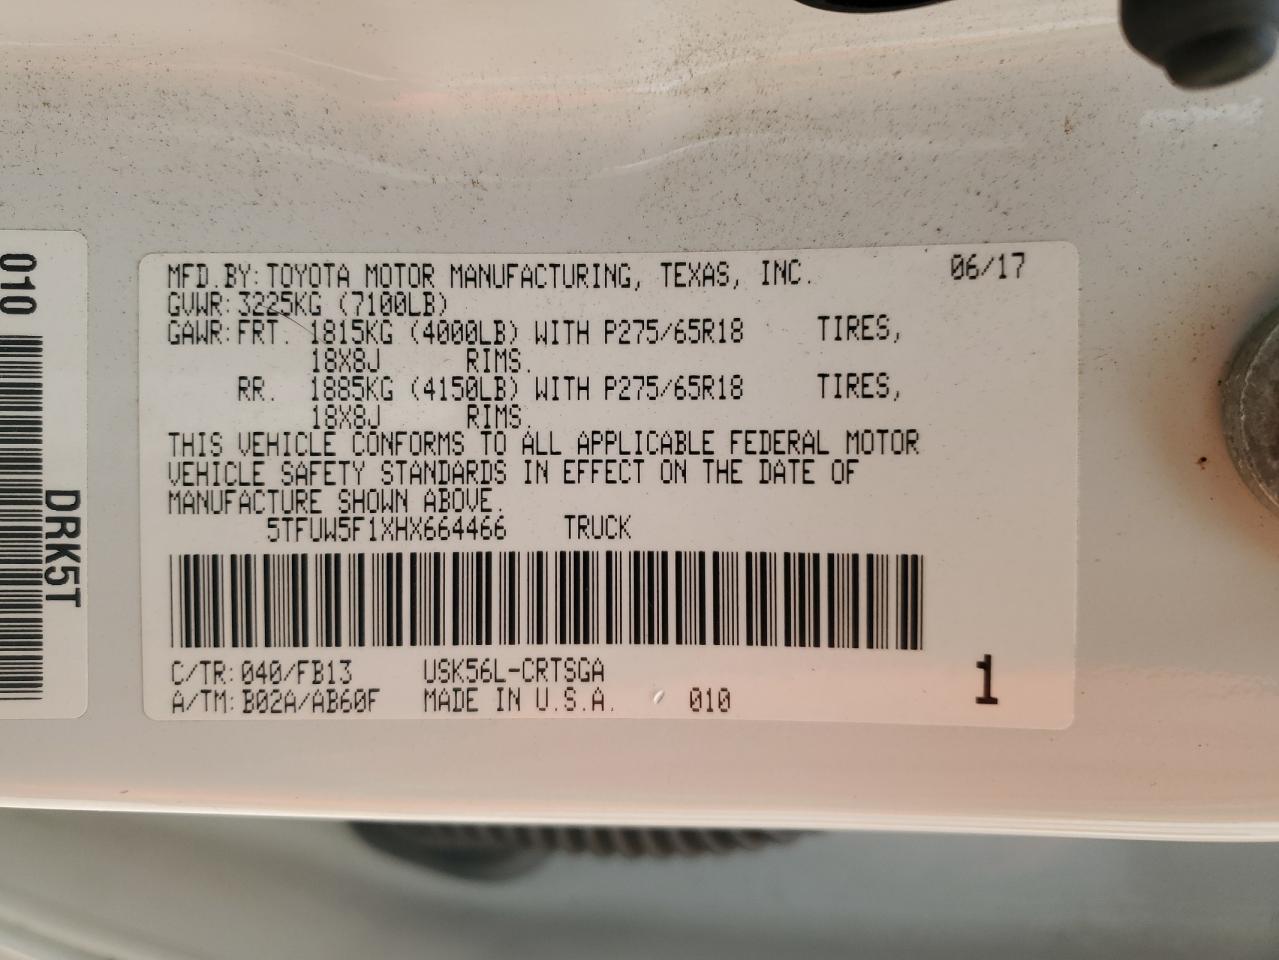 MFD.BY:TOYOTA MOTOR MANUFACTURING, TEXAS, INC. 06/17
GVWR:3225KG (7100LB)
GAWR:FRT. 1815KG (4000LB) WITH P275/65R18 TIRES,
18X8J RIMS.
RR. 1885KG (4150LB) WITH P275/65R18 TIRES,
18X8J RIMS.
THIS VEHICLE CONFORMS TO ALL APPLICABLE FEDERAL MOTOR
VEHICLE SAFETY STANDARDS IN EFFECT ON THE DATE OF
MANUFACTURE SHOWN ABOVE.
5TFUW5F1XHX664466 TRUCK
C/TR:040/FB13 USK56L-CRTSGA
A/TM:B02A/AB60F MADE IN U.S.A. 010
1
010
DRK5T